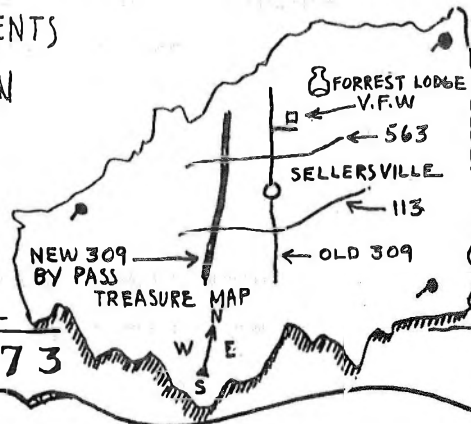 ENTS
N
FORREST LODGE
V.F.W
563
SELLERSVILLE
113
NEW 309
BY PASS
OLD 309
TREASURE MAP
N
W E
S
73